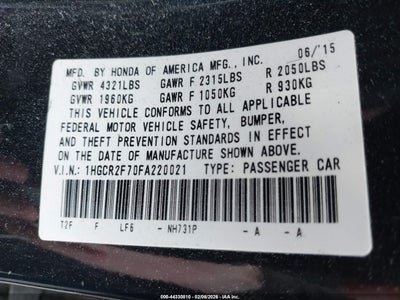 MFD. BY HONDA OF AMERICA MFG., INC. 06/'15
GVWR 4321LBS GAWR F 2315LBS R 2050LBS
GVWR 1960KG GAWR F 1050KG R 930KG
THIS VEHICLE CONFORMS TO ALL APPLICABLE
FEDERAL MOTOR VEHICLE SAFETY, BUMPER,
AND THEFT PREVENTION STANDARDS IN EFFECT
ON THE DATE OF MANUFACTURE SHOWN ABOVE.
V.I.N.: 1HGCR2F70FA220021 TYPE: PASSENGER CAR
T2F F LF6 - NH731P -A -A
000-44330810 - 02/06/2026 - IAA Inc.